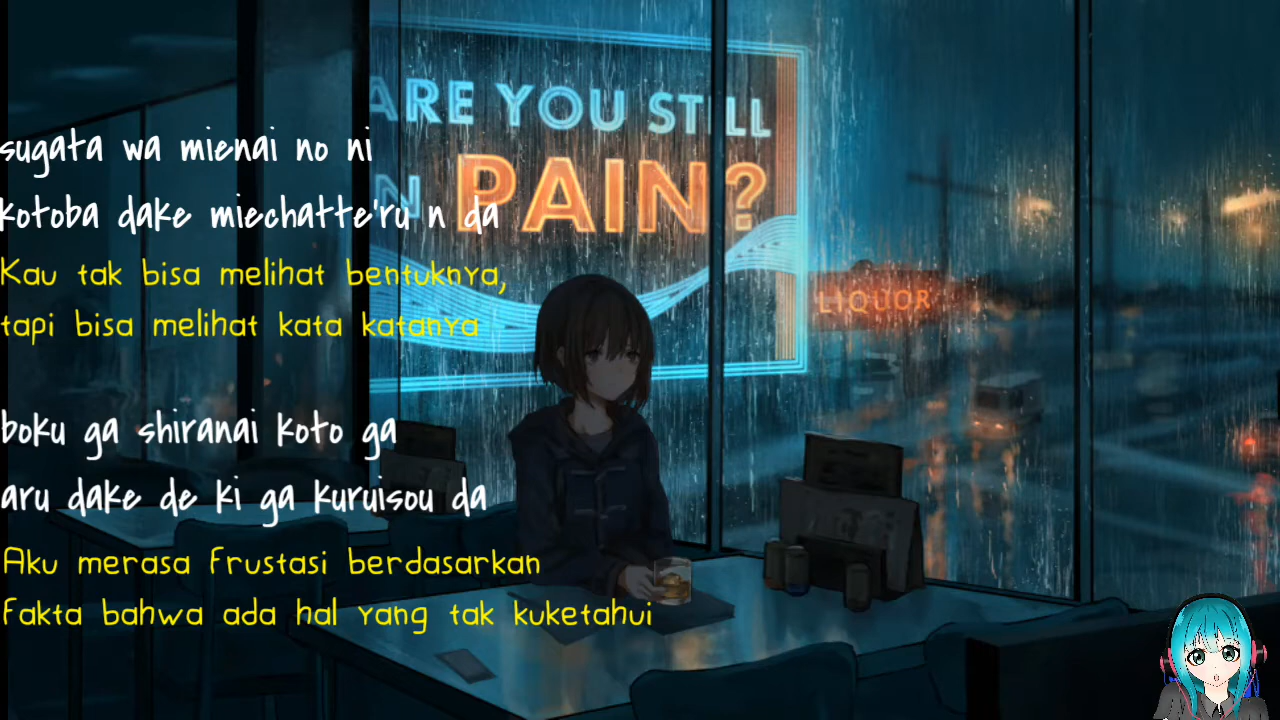 ARE YOU STILL
N PAIN?
LIQUOR
sugata wa mienai no ni
kotoba dake miechatte'ru n da
Kau tak bisa melihat bentuknya,
tapi bisa melihat kata katanya
boku ga shiranai koto ga
aru dake de ki ga kuruisou da
Aku merasa Frustasi berdasarkan
Fakta bahwa ada hal yang tak kuketahui